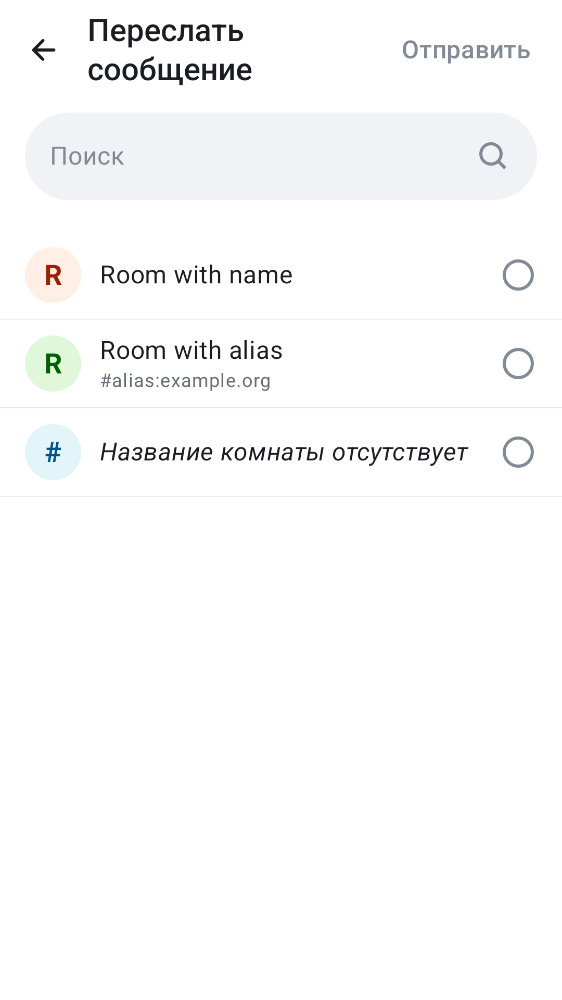 Переслать
сообщение
Отправить
Поиск
R
Room with name
R
Room with alias
#alias:example.org
#
Название комнаты отсутствует